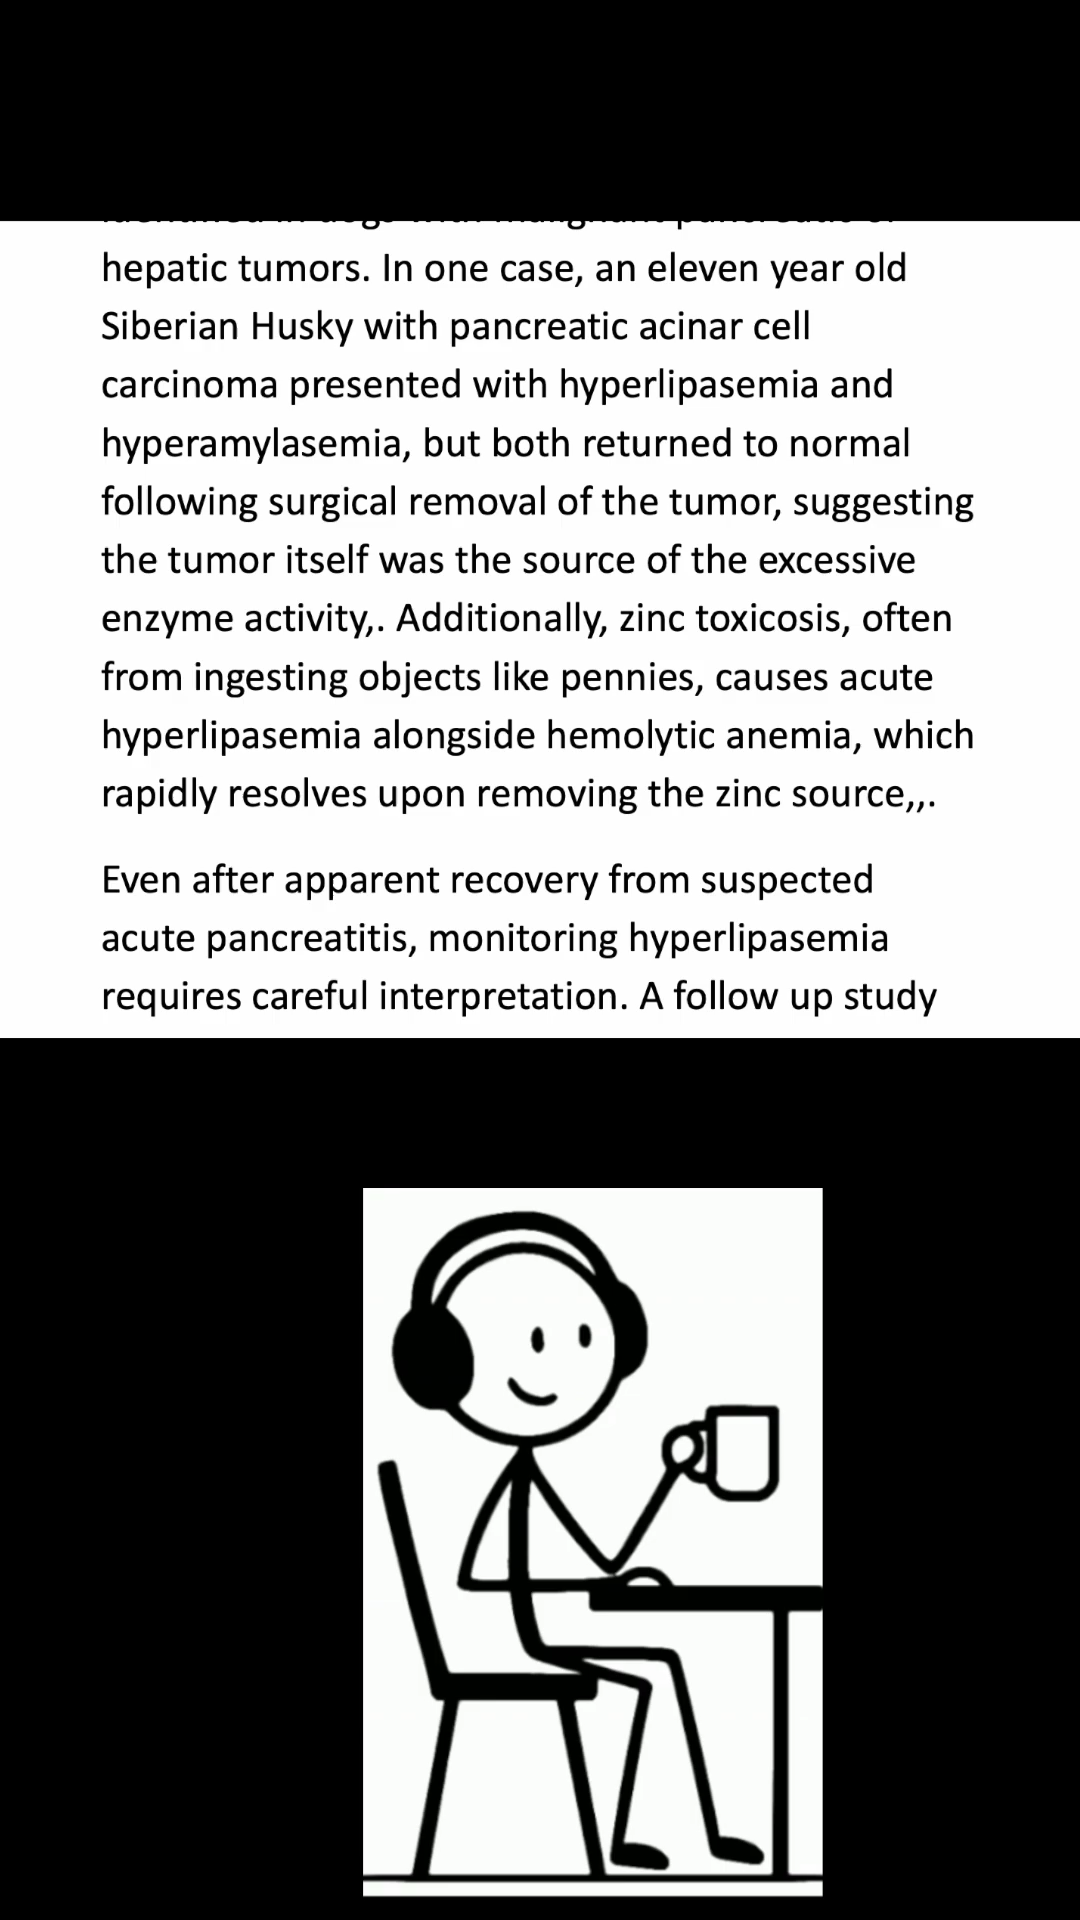 hepatic tumors. In one case, an eleven year old
Siberian Husky with pancreatic acinar cell
carcinoma presented with hyperlipasemia and
hyperamylasemia, but both returned to normal
following surgical removal of the tumor, suggesting
the tumor itself was the source of the excessive
enzyme activity,. Additionally, zinc toxicosis, often
from ingesting objects like pennies, causes acute
hyperlipasemia alongside hemolytic anemia, which
rapidly resolves upon removing the zinc source,,.
Even after apparent recovery from suspected
acute pancreatitis, monitoring hyperlipasemia
requires careful interpretation. A follow up study